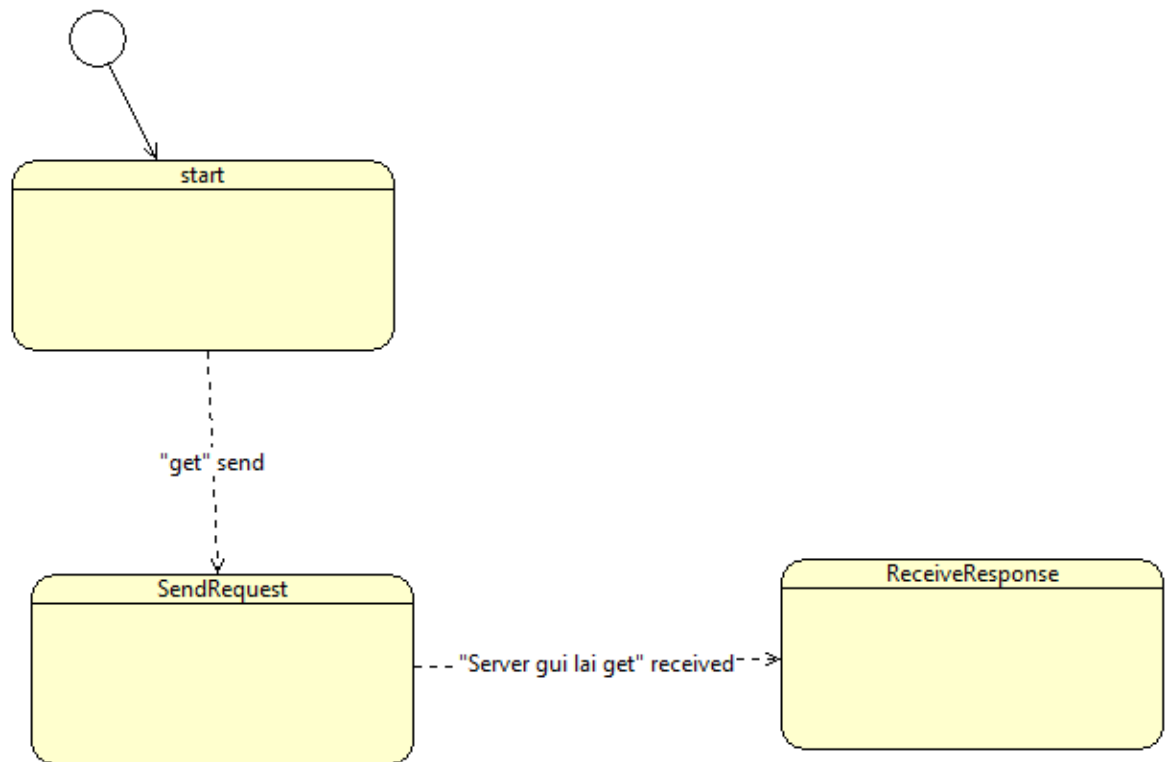 start
"get" send
SendRequest
ReceiveResponse
"Server gui lai get" received